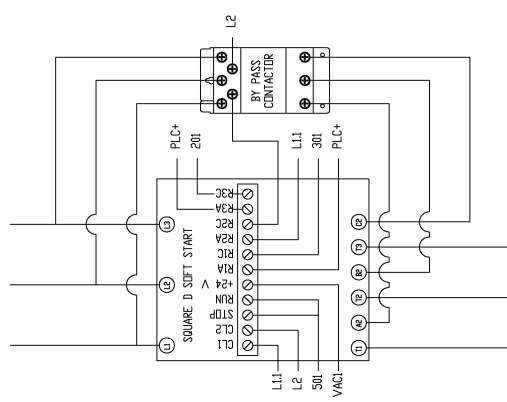 L2
BY PASS
CONTACTOR
PLC+
201
L1.1
301
PLC+
SQUARE D SOFT START
L3
L2
L1
R3C
R3A
R2C
R2A
R1C
R1A
+24 V
RUN
STOP
CL2
CL1
C2
T3
B2
T2
A2
T1
L1.1
L2
501
VAC1